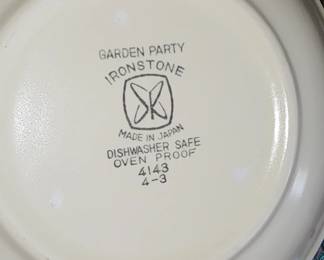 GARDEN PARTY
IRONSTONE
MADE IN JAPAN
DISHWASHER SAFE
OVEN PROOF
4143
4-3